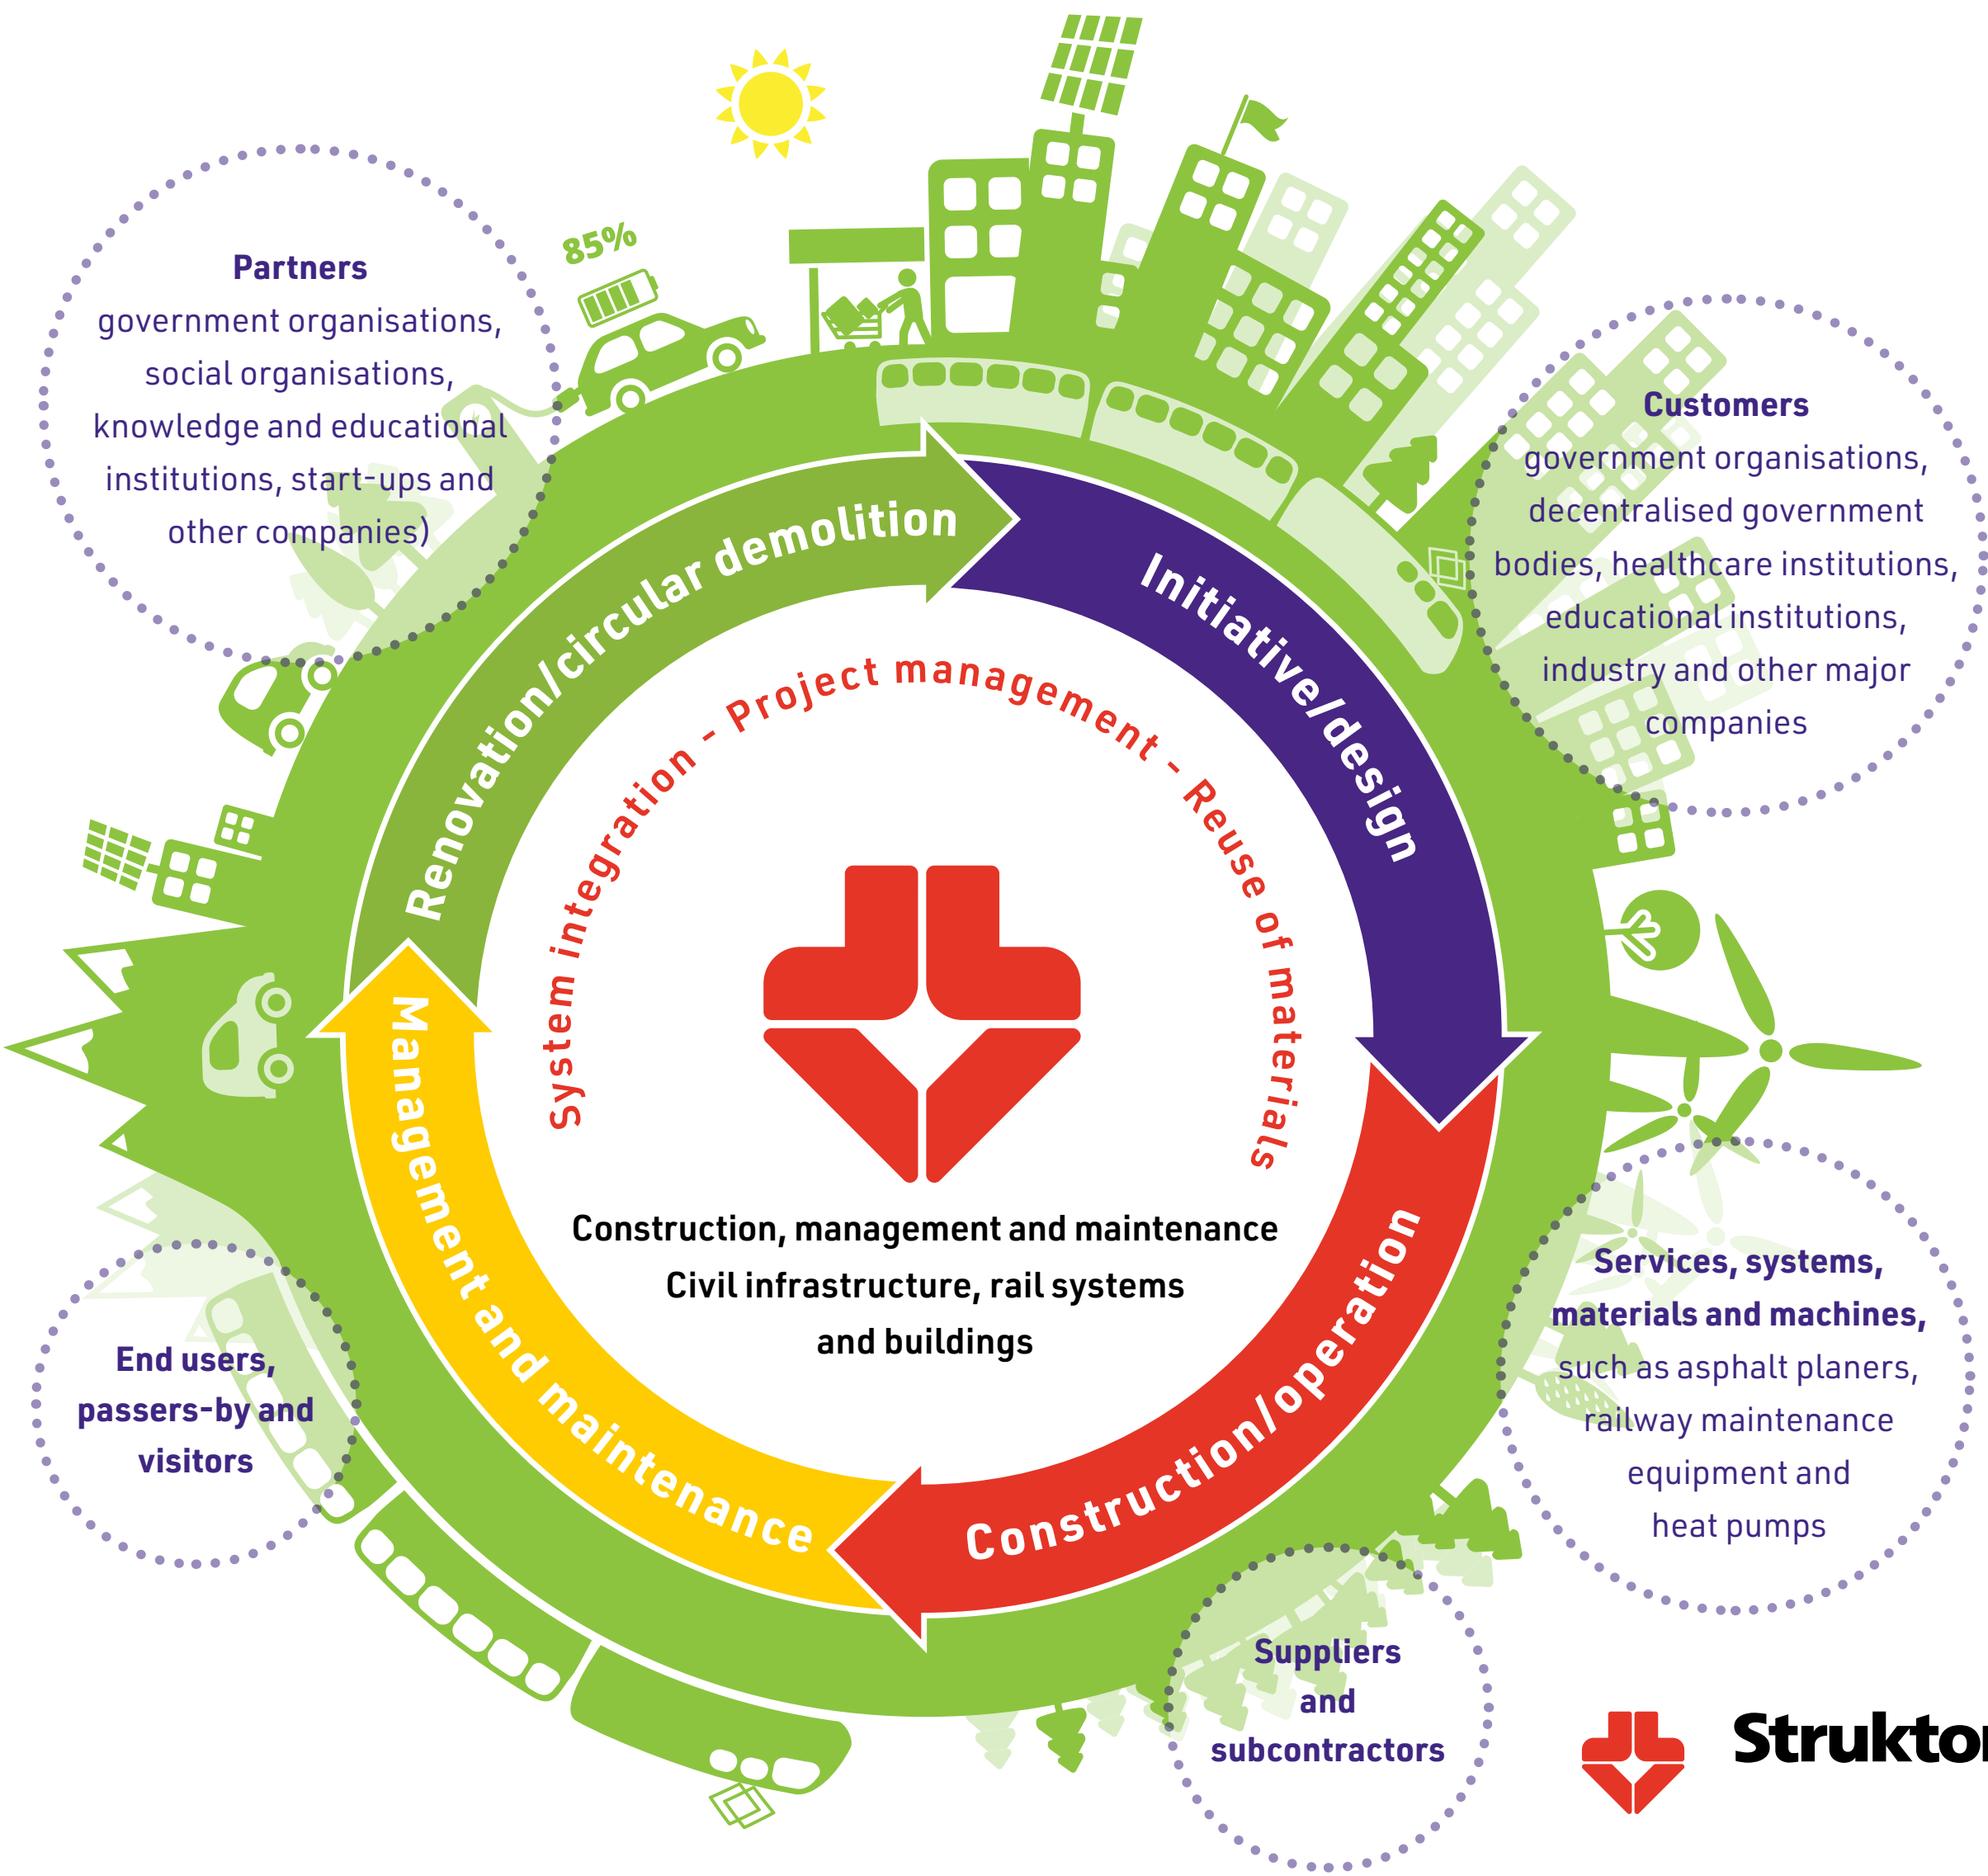 85%
Partners
government organisations,
social organisations,
knowledge and educational
institutions, start-ups and
other companies)
Customers
government organisations,
decentralised government
bodies, healthcare institutions,
educational institutions,
industry and other major
companies
Renovation/circular demolition
Initiative/design
System integration - Project management - Reuse of materials
Management and maintenance
Construction/operation
Construction, management and maintenance
Civil infrastructure, rail systems
and buildings
Services, systems,
materials and machines,
such as asphalt planers,
railway maintenance
equipment and
heat pumps
End users,
passers-by and
visitors
Suppliers
and
subcontractors
Strukton